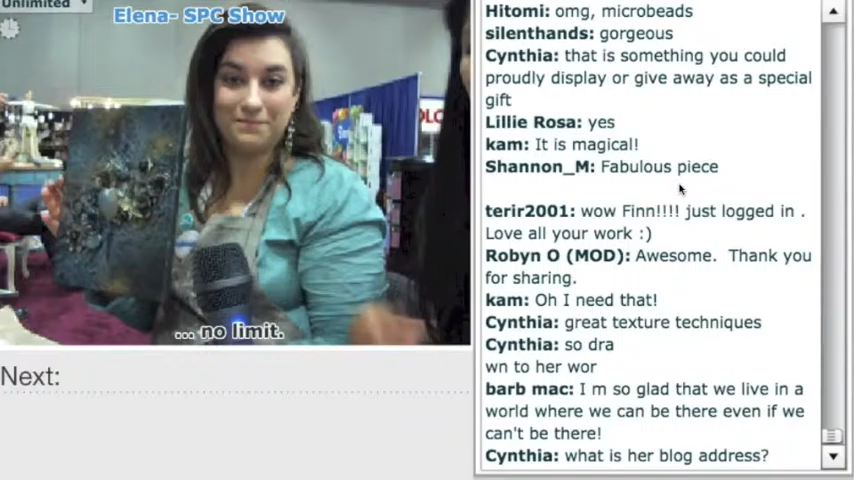 Unlimited
Elena- SPC Show
... no limit.
Next:
Hitomi: omg, microbeads
silenthands: gorgeous
Cynthia: that is something you could
proudly display or give away as a special
gift
Lillie Rosa: yes
kam: It is magical!
Shannon_M: Fabulous piece
terir2001: wow Finn!!!! just logged in .
Love all your work :)
Robyn O (MOD): Awesome.  Thank you
for sharing.
kam: Oh I need that!
Cynthia: great texture techniques
Cynthia: so dra
wn to her wor
barb mac: I m so glad that we live in a
world where we can be there even if we
can't be there!
Cynthia: what is her blog address?